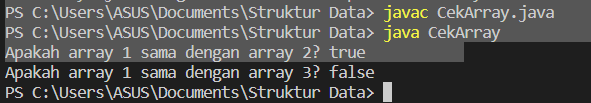 PS C:\Users\ASUS\Documents\Struktur Data> javac CekArray.java
PS C:\Users\ASUS\Documents\Struktur Data> java CekArray
Apakah array 1 sama dengan array 2? true
Apakah array 1 sama dengan array 3? false
PS C:\Users\ASUS\Documents\Struktur Data>